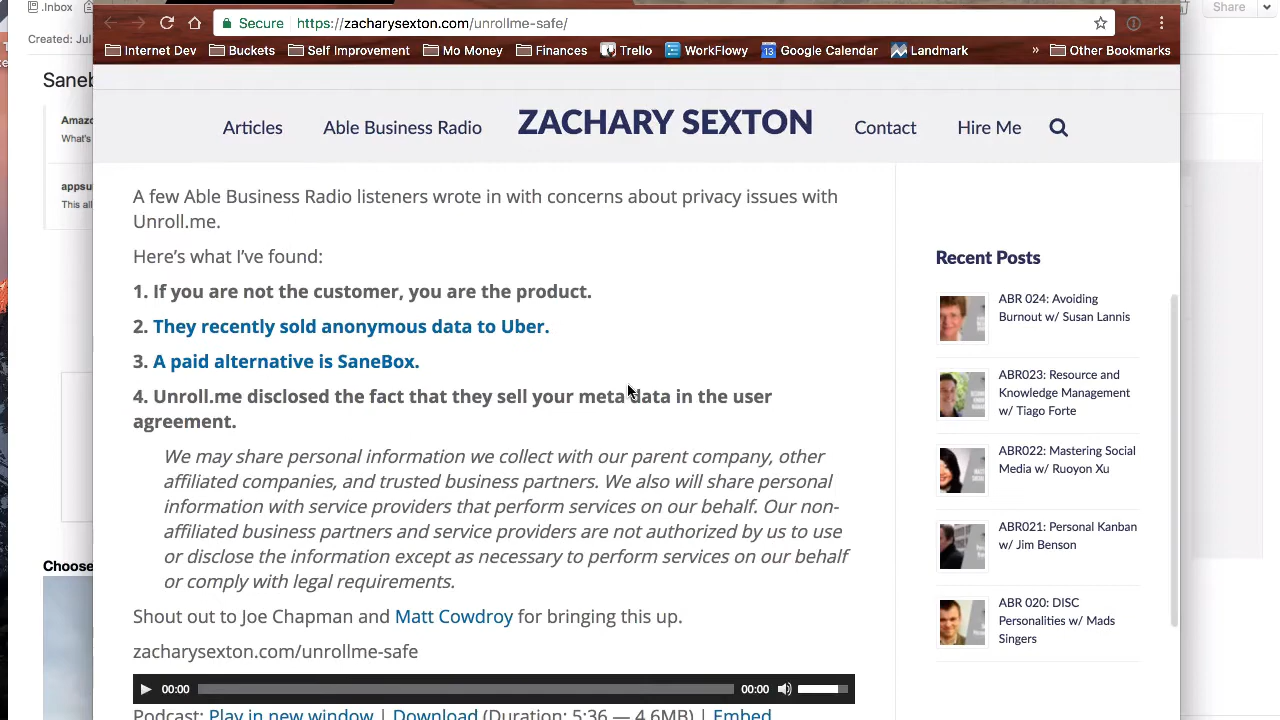 .Inbox
Share
Created: Jul
Saneb
Amazo
What's
appsu
This all
Choose
Secure https://zacharysexton.com/unrollme-safe/
Internet Dev Buckets Self Improvement Mo Money Finances Trello WorkFlowy 13 Google Calendar Landmark » Other Bookmarks
Articles Able Business Radio ZACHARY SEXTON Contact Hire Me
A few Able Business Radio listeners wrote in with concerns about privacy issues with
Unroll.me.
Here’s what I’ve found:
1. If you are not the customer, you are the product.
2. They recently sold anonymous data to Uber.
3. A paid alternative is SaneBox.
4. Unroll.me disclosed the fact that they sell your meta data in the user
agreement.
We may share personal information we collect with our parent company, other
affiliated companies, and trusted business partners. We also will share personal
information with service providers that perform services on our behalf. Our non-
affiliated business partners and service providers are not authorized by us to use
or disclose the information except as necessary to perform services on our behalf
or comply with legal requirements.
Shout out to Joe Chapman and Matt Cowdroy for bringing this up.
zacharysexton.com/unrollme-safe
00:00 00:00
Podcast: Play in new window | Download (Duration: 5:36 — 4.6MB) | Embed
Recent Posts
ABR 024: Avoiding
Burnout w/ Susan Lannis
ABR023: Resource and
Knowledge Management
w/ Tiago Forte
ABR022: Mastering Social
Media w/ Ruoyon Xu
ABR021: Personal Kanban
w/ Jim Benson
ABR 020: DISC
Personalities w/ Mads
Singers